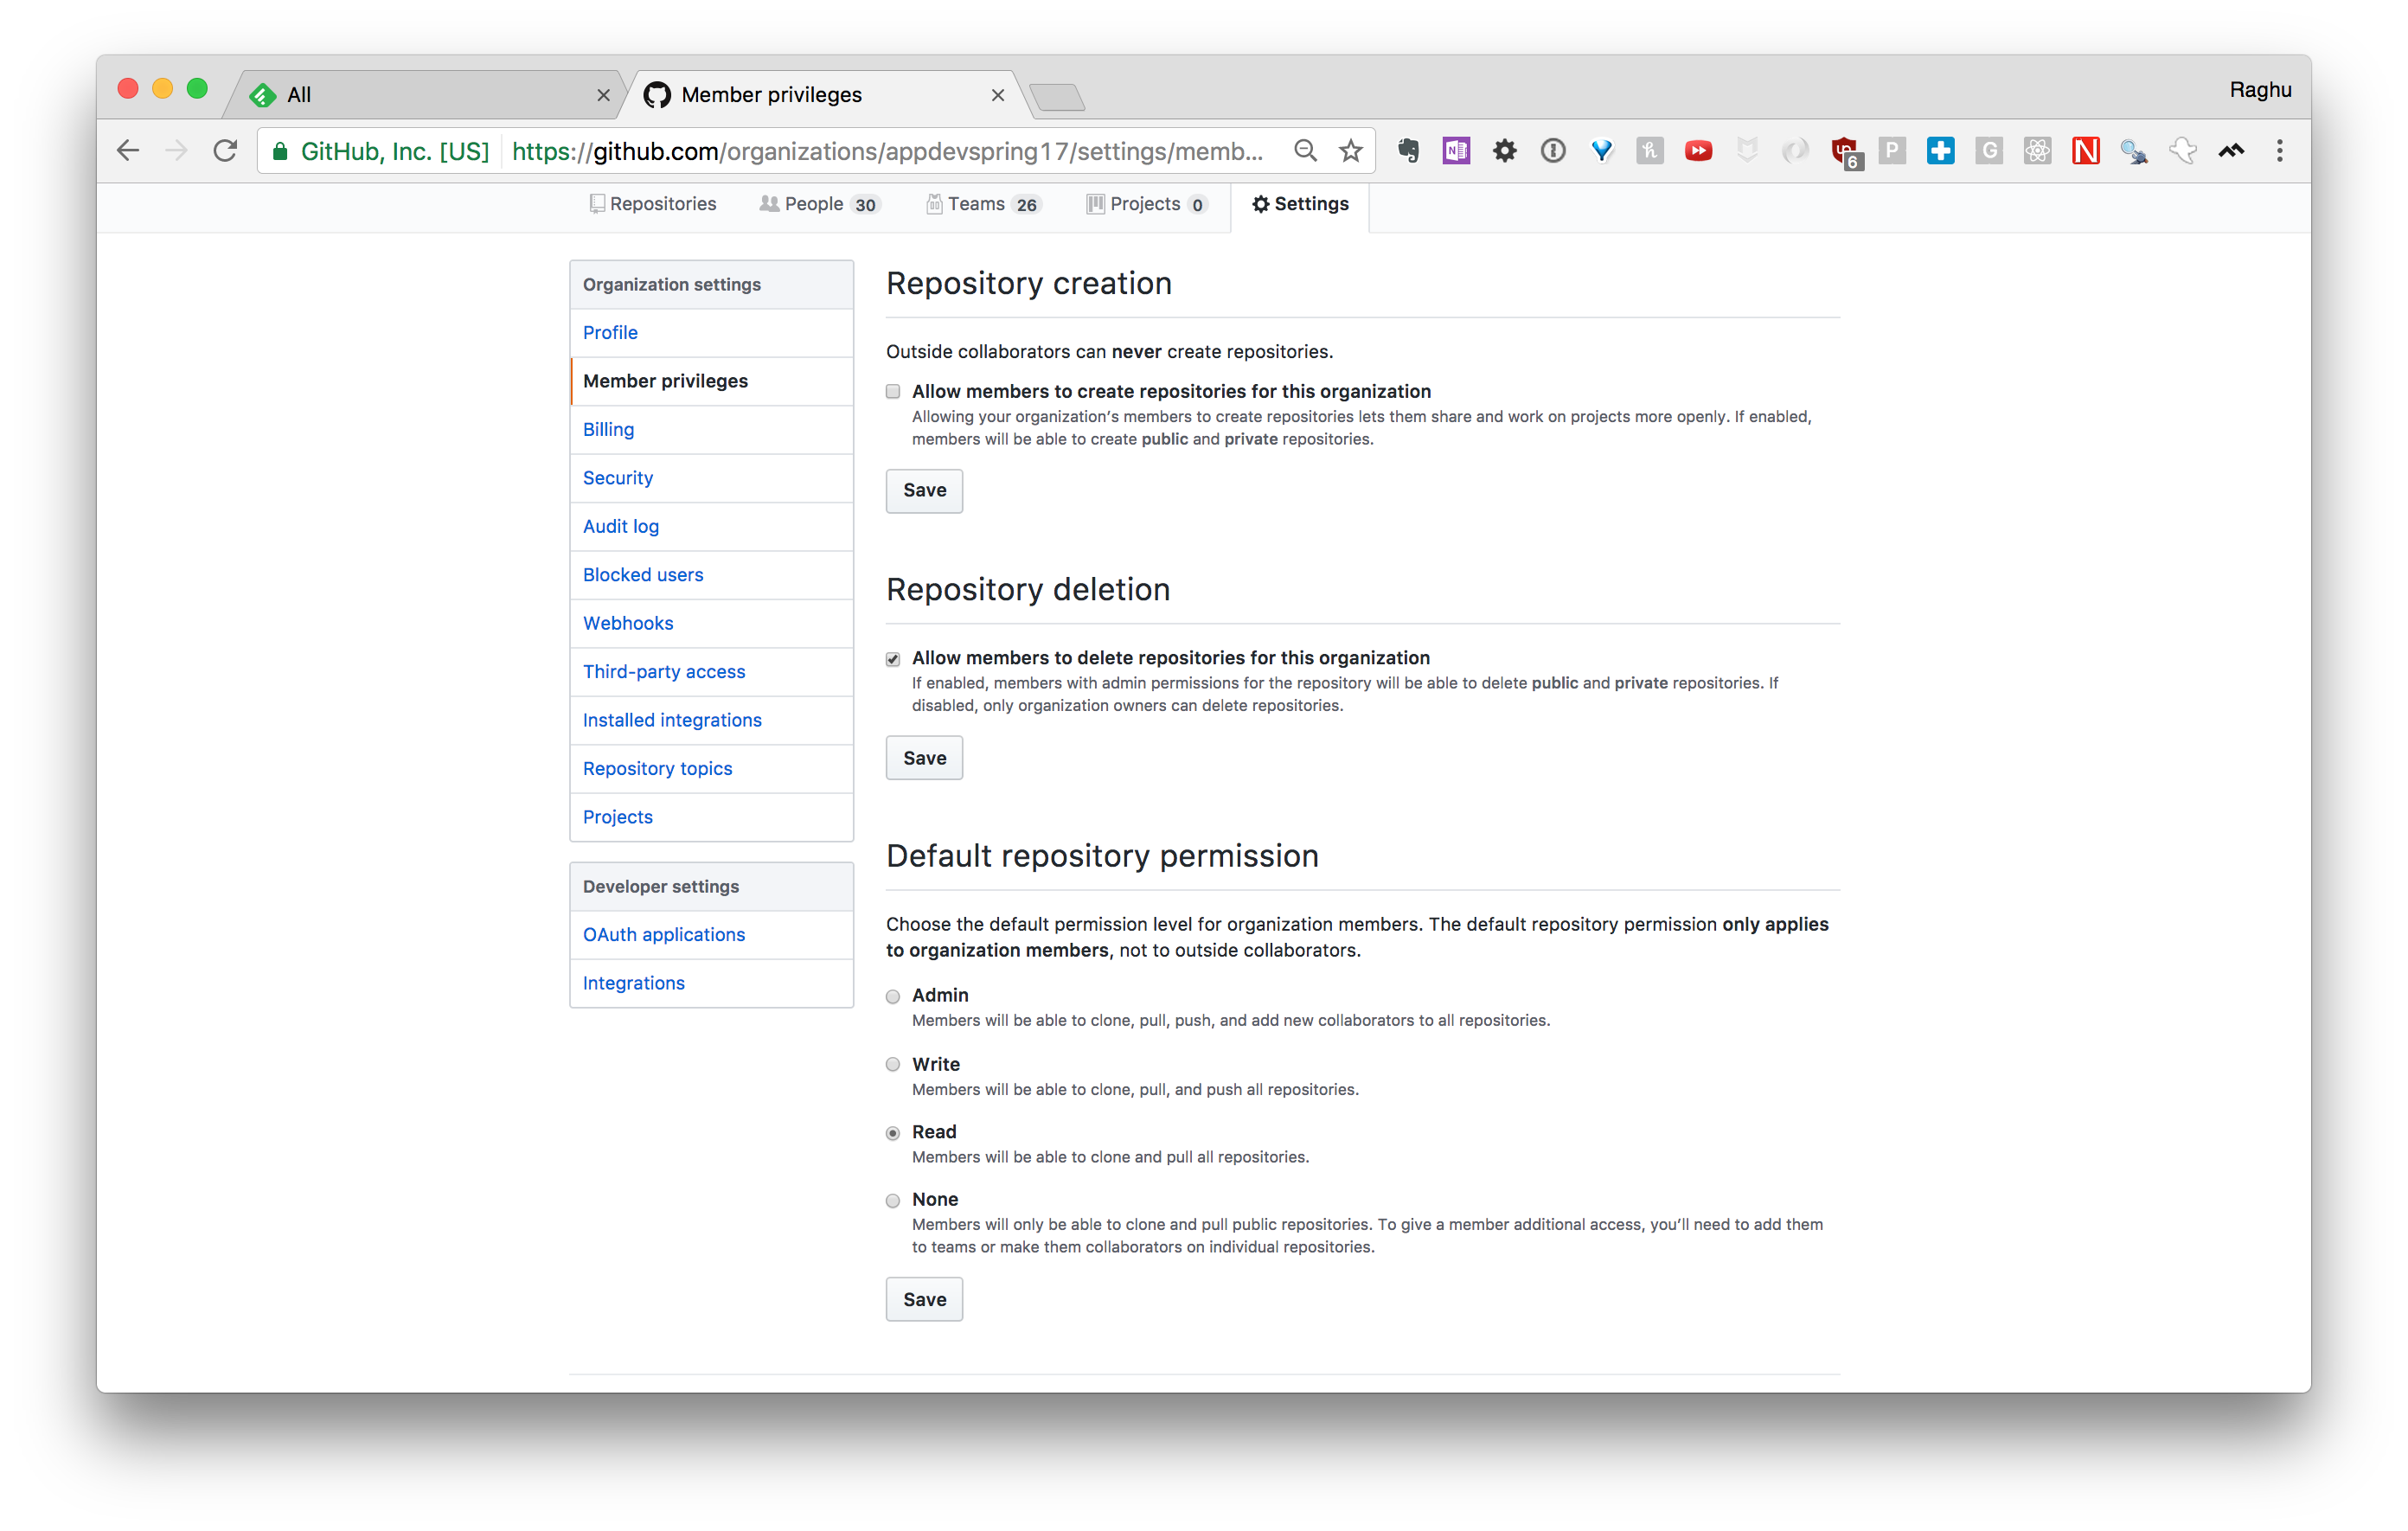 All
Member privileges
Raghu
GitHub, Inc. [US]
https://github.com/organizations/appdevspring17/settings/memb...
6
Repositories
People 30
Teams 26
Projects 0
Settings
Organization settings
Profile
Member privileges
Billing
Security
Audit log
Blocked users
Webhooks
Third-party access
Installed integrations
Repository topics
Projects
Developer settings
OAuth applications
Integrations
Repository creation
Outside collaborators can never create repositories.
Allow members to create repositories for this organization
Allowing your organization’s members to create repositories lets them share and work on projects more openly. If enabled,
members will be able to create public and private repositories.
Save
Repository deletion
Allow members to delete repositories for this organization
If enabled, members with admin permissions for the repository will be able to delete public and private repositories. If
disabled, only organization owners can delete repositories.
Save
Default repository permission
Choose the default permission level for organization members. The default repository permission only applies
to organization members, not to outside collaborators.
Admin
Members will be able to clone, pull, push, and add new collaborators to all repositories.
Write
Members will be able to clone, pull, and push all repositories.
Read
Members will be able to clone and pull all repositories.
None
Members will only be able to clone and pull public repositories. To give a member additional access, you’ll need to add them
to teams or make them collaborators on individual repositories.
Save